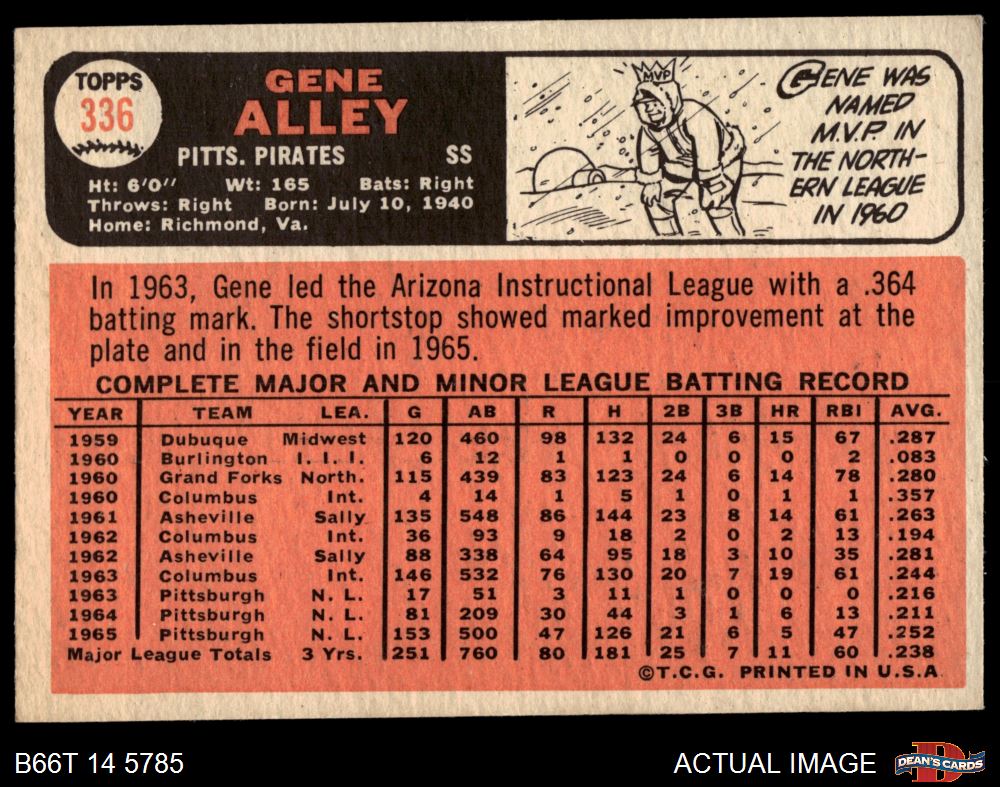 TOPPS
336
GENE
ALLEY
PITTS. PIRATES SS
Ht: 6'0" Wt: 165 Bats: Right
Throws: Right Born: July 10, 1940
Home: Richmond, Va.
MVP
GENE WAS
NAMED
M.V.P. IN
THE NORTH-
ERN LEAGUE
IN 1960
In 1963, Gene led the Arizona Instructional League with a .364
batting mark. The shortstop showed marked improvement at the
plate and in the field in 1965.
COMPLETE MAJOR AND MINOR LEAGUE BATTING RECORD
YEAR TEAM LEA. G AB R H 2B 3B HR RBI AVG.
1959 Dubuque Midwest 120 460 98 132 24 6 15 67 .287
1960 Burlington I. I. I. 6 12 1 1 0 0 0 2 .083
1960 Grand Forks North. 115 439 83 123 24 6 14 78 .280
1960 Columbus Int. 4 14 1 5 1 0 1 1 .357
1961 Asheville Sally 135 548 86 144 23 8 14 61 .263
1962 Columbus Int. 36 93 9 18 2 0 2 13 .194
1962 Asheville Sally 88 338 64 95 18 3 10 35 .281
1963 Columbus Int. 146 532 76 130 20 7 19 61 .244
1963 Pittsburgh N. L. 17 51 3 11 1 0 0 0 .216
1964 Pittsburgh N. L. 81 209 30 44 3 1 6 13 .211
1965 Pittsburgh N. L. 153 500 47 126 21 6 5 47 .252
Major League Totals 3 Yrs. 251 760 80 181 25 7 11 60 .238
©T.C.G. PRINTED IN U.S.A.
B66T 14 5785
ACTUAL IMAGE
B
DEAN'S CARDS